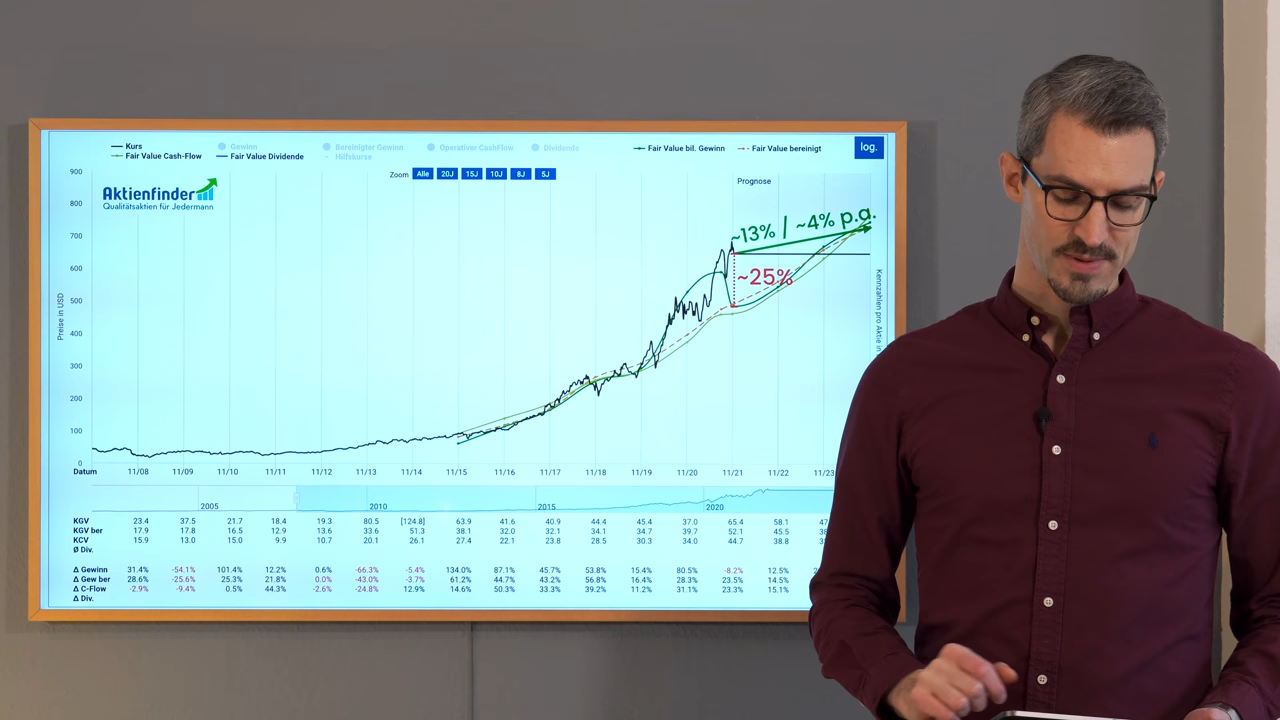 Kurs
Gewinn
Bereinigter Gewinn
Operativer CashFlow
Dividende
Fair Value bil. Gewinn
Fair Value bereinigt
log.
Fair Value Cash-Flow
Fair Value Dividende
Hilfskurse
Zoom Alle 20J 15J 10J 8J 5J
Prognose
Aktienfinder
Qualitätsaktien für Jedermann
~13% | ~4% p.a.
~25%
Preise in USD
900
800
700
600
500
400
300
200
100
0
Kennzahlen pro Aktie in
Datum 11/08 11/09 11/10 11/11 11/12 11/13 11/14 11/15 11/16 11/17 11/18 11/19 11/20 11/21 11/22 11/23
2005 2010 2015 2020
KGV 23.4 37.5 21.7 18.4 19.3 80.5 [124.8] 63.9 41.6 40.9 44.4 45.4 37.0 65.4 58.1 47
KGV ber 17.9 17.8 16.5 12.9 13.6 33.6 51.3 38.1 32.0 32.1 34.1 34.7 39.7 52.1 45.5
KCV 15.9 13.0 15.0 9.9 10.7 20.1 26.1 27.4 22.1 23.8 28.5 30.3 34.0 44.7 38.8
Ø Div.
Δ Gewinn 31.4% -54.1% 101.4% 12.2% 0.6% -66.3% -5.4% 134.0% 87.1% 45.7% 53.8% 15.4% 80.5% -8.2% 12.5%
Δ Gew ber 28.6% -25.6% 25.3% 21.8% 0.0% -43.0% -3.7% 61.2% 44.7% 43.2% 56.8% 16.4% 28.3% 23.5% 14.5%
Δ C-Flow -2.9% -9.4% 0.5% 44.3% -2.6% -24.8% 12.9% 14.6% 50.3% 33.3% 39.2% 11.2% 31.1% 23.3% 15.1%
Δ Div.